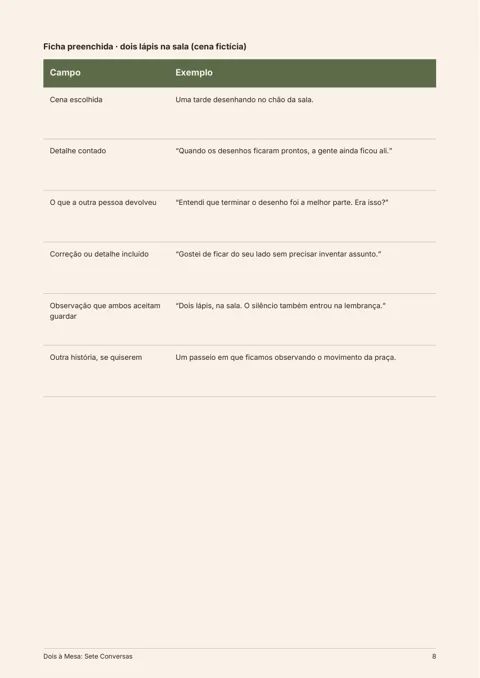 Ficha preenchida · dois lápis na sala (cena fictícia)
Campo Exemplo
Cena escolhida Uma tarde desenhando no chão da sala.
Detalhe contado “Quando os desenhos ficaram prontos, a gente ainda ficou ali.”
O que a outra pessoa devolveu “Entendi que terminar o desenho foi a melhor parte. Era isso?”
Correção ou detalhe incluído “Gostei de ficar do seu lado sem precisar inventar assunto.”
Observação que ambos aceitam “Dois lápis, na sala. O silêncio também entrou na lembrança.”
guardar
Outra história, se quiserem Um passeio em que ficamos observando o movimento da praça.
Dois à Mesa: Sete Conversas 8